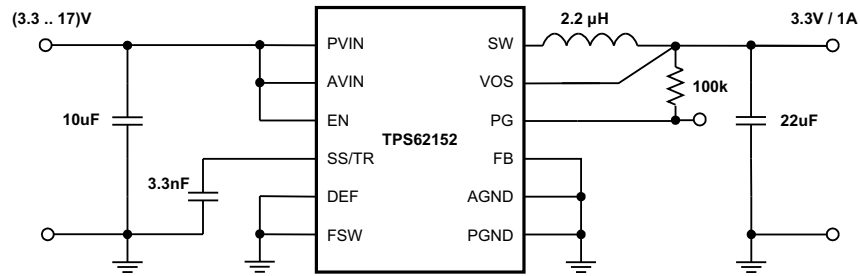 (3.3 .. 17)V
2.2 µH
3.3V / 1A
PVIN
SW
AVIN
VOS
100k
10uF
EN
PG
22uF
TPS62152
SS/TR
FB
3.3nF
DEF
AGND
FSW
PGND